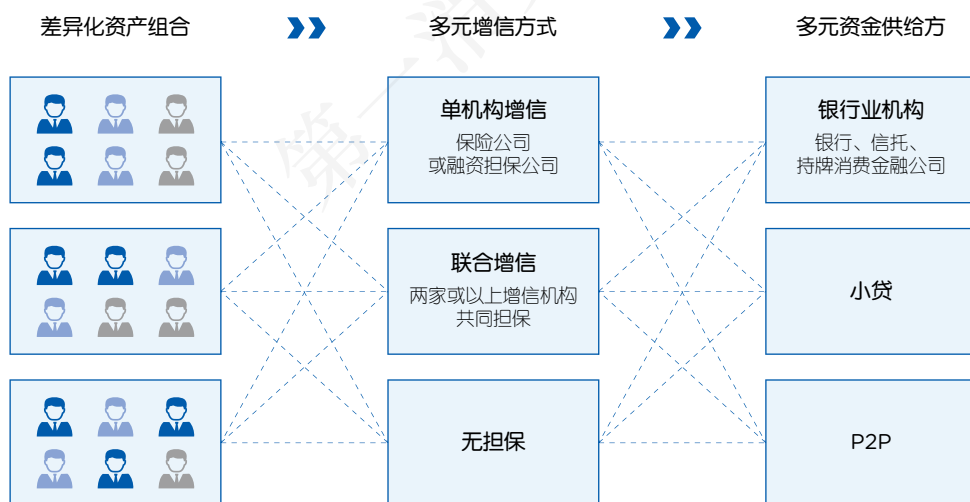 差异化资产组合
多元增信方式
多元资金供给方
单机构增信
保险公司
或融资担保公司
银行业机构
银行、信托、
持牌消费金融公司
联合增信
两家或以上增信机构
共同担保
小贷
无担保
P2P
第一消